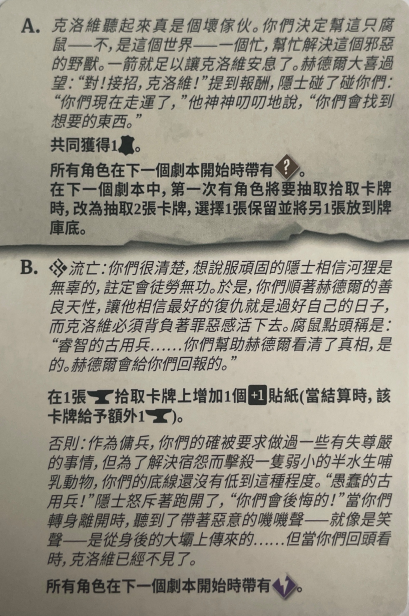 A. 克洛維聽起來真是個壞傢伙。你們決定幫這只腐
鼠——不,是這個世界——一個忙,幫忙解決這個邪惡
的野獸。一箭就足以讓克洛維安息了。赫德爾大喜過
望:“對!接招,克洛維!”提到報酬,隱士碰了碰你們:
“你們現在走運了,”他神神叨叨地說,“你們會找到
想要的東西。”
共同獲得1。
所有角色在下一個劇本開始時帶有?。
在下一個劇本中,第一次有角色將要抽取拾取卡牌
時,改為抽取2張卡牌,選擇1張保留並將另1張放到牌
庫底。
B. 流亡:你們很清楚,想說服頑固的隱士相信河狸是
無辜的,註定會徒勞無功。於是,你們順著赫德爾的善
良天性,讓他相信最好的復仇就是過好自己的日子,
而克洛維必須背負著罪惡感活下去。腐鼠點頭稱是:
“睿智的古用兵……你們幫助赫德爾看清了真相,是
的。赫德爾會給你們回報的。”
在1張拾取卡牌上增加1個+1貼紙(當結算時,該
卡牌給予額外1)。
否則:作為傭兵,你們的確被要求做過一些有失尊嚴
的事情,但為了解決宿怨而擊殺一隻弱小的半水生哺
乳動物,你們的底線還沒有低到這種程度。“愚蠢的古
用兵!”隱士怒斥著跑開了,“你們會後悔的!”當你們
轉身離開時,聽到了帶著惡意的嘰嘰聲——就像是笑
聲——是從身後的大壩上傳來的……但當你們回頭看
時,克洛維已經不見了。
所有角色在下一個劇本開始時帶有。